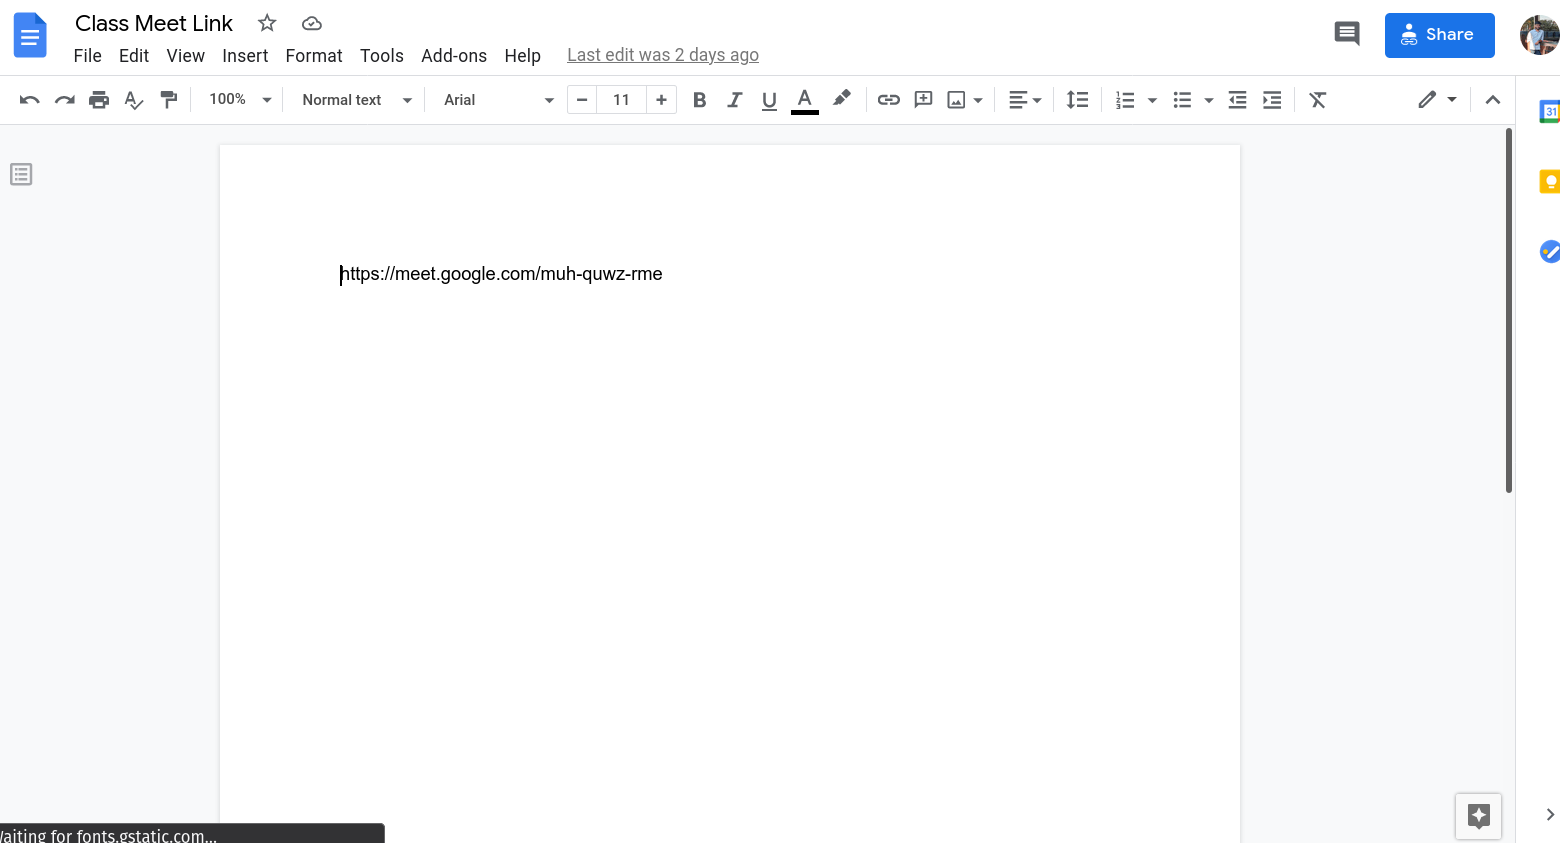 Class Meet Link
File Edit View Insert Format Tools Add-ons Help Last edit was 2 days ago
Share
100% Normal text Arial 11 B I U A
31
https://meet.google.com/muh-quwz-rme
Waiting for fonts.gstatic.com...